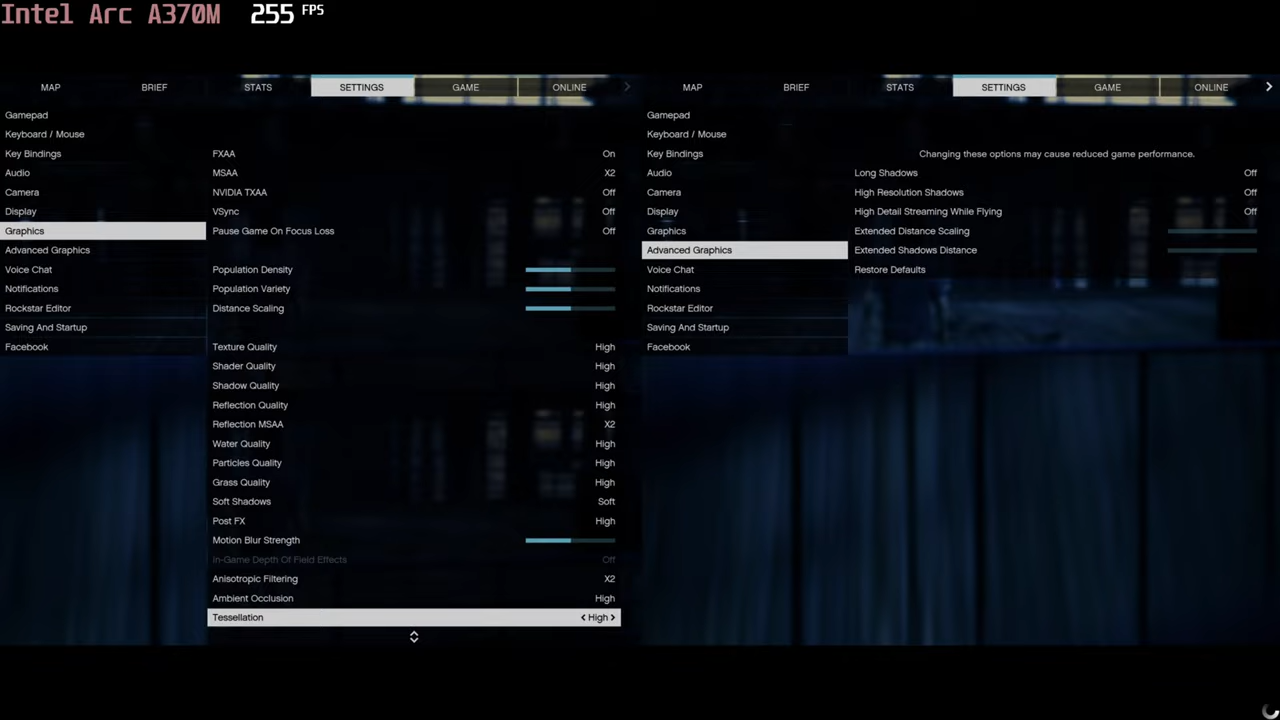 Intel Arc A370M 255 FPS
MAP BRIEF STATS SETTINGS GAME ONLINE
Gamepad
Keyboard / Mouse
Key Bindings
Audio
Camera
Display
Graphics
Advanced Graphics
Voice Chat
Notifications
Rockstar Editor
Saving And Startup
Facebook
FXAA On
MSAA X2
NVIDIA TXAA Off
VSync Off
Pause Game On Focus Loss Off
Population Density
Population Variety
Distance Scaling
Texture Quality High
Shader Quality High
Shadow Quality High
Reflection Quality High
Reflection MSAA X2
Water Quality High
Particles Quality High
Grass Quality High
Soft Shadows Soft
Post FX High
Motion Blur Strength
In-Game Depth Of Field Effects Off
Anisotropic Filtering X2
Ambient Occlusion High
Tessellation High
MAP BRIEF STATS SETTINGS GAME ONLINE
Gamepad
Keyboard / Mouse
Key Bindings
Audio
Camera
Display
Graphics
Advanced Graphics
Voice Chat
Notifications
Rockstar Editor
Saving And Startup
Facebook
Changing these options may cause reduced game performance.
Long Shadows Off
High Resolution Shadows Off
High Detail Streaming While Flying Off
Extended Distance Scaling
Extended Shadows Distance
Restore Defaults